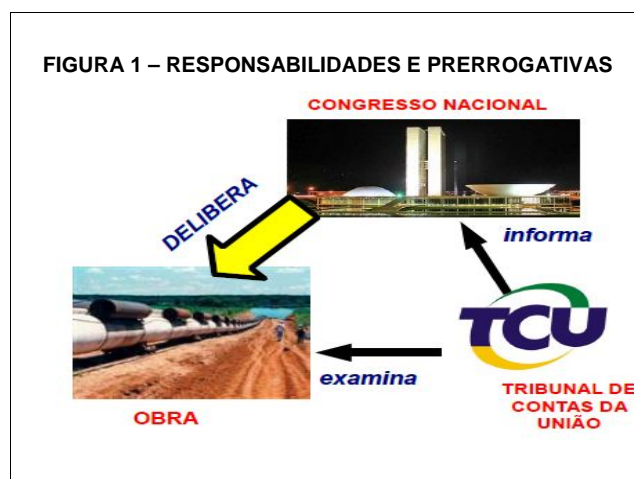 FIGURA 1 – RESPONSABILIDADES E PRERROGATIVAS
CONGRESSO NACIONAL
DELIBERA
informa
TCU
examina
TRIBUNAL DE
CONTAS DA
UNIÃO
OBRA